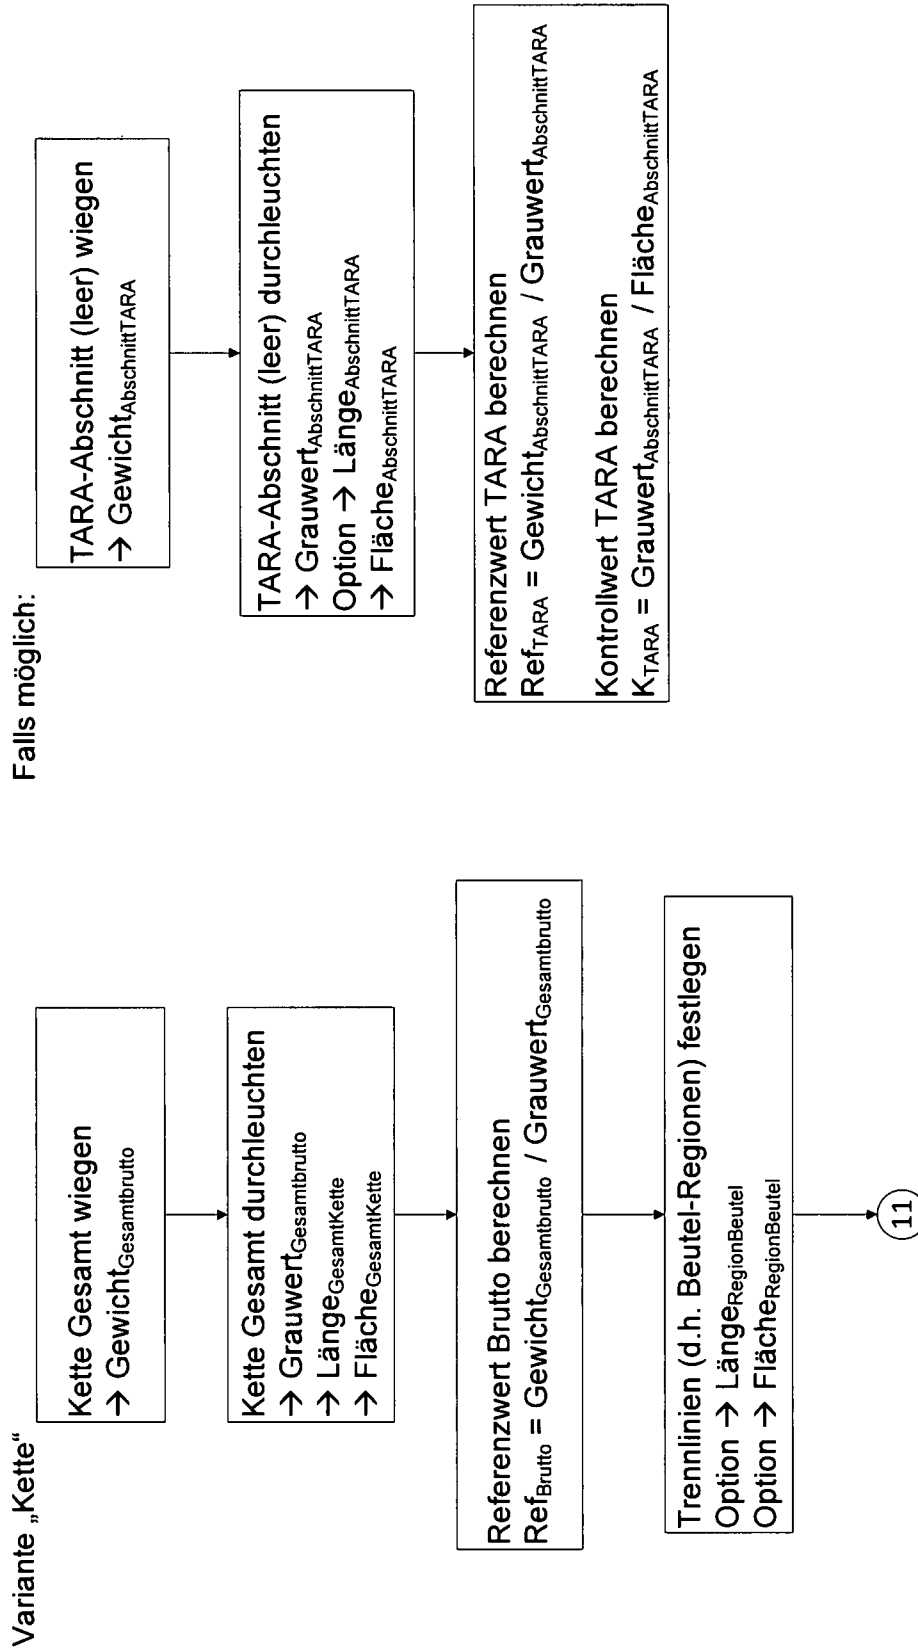 Variante „Kette“
Kette Gesamt wiegen
→ Gewicht_Gesamtbrutto
Kette Gesamt durchleuchten
→ Grauwert_Gesamtbrutto
→ Länge_GesamtKette
→ Fläche_GesamtKette
Referenzwert Brutto berechnen
Ref_Brutto = Gewicht_Gesamtbrutto / Grauwert_Gesamtbrutto
Trennlinien (d.h. Beutel-Regionen) festlegen
Option → Länge_RegionBeutel
Option → Fläche_RegionBeutel
11
Falls möglich:
TARA-Abschnitt (leer) wiegen
→ Gewicht_AbschnittTARA
TARA-Abschnitt (leer) durchleuchten
→ Grauwert_AbschnittTARA
Option → Länge_AbschnittTARA
→ Fläche_AbschnittTARA
Referenzwert TARA berechnen
Ref_TARA = Gewicht_AbschnittTARA / Grauwert_AbschnittTARA
Kontrollwert TARA berechnen
K_TARA = Grauwert_AbschnittTARA / Fläche_AbschnittTARA